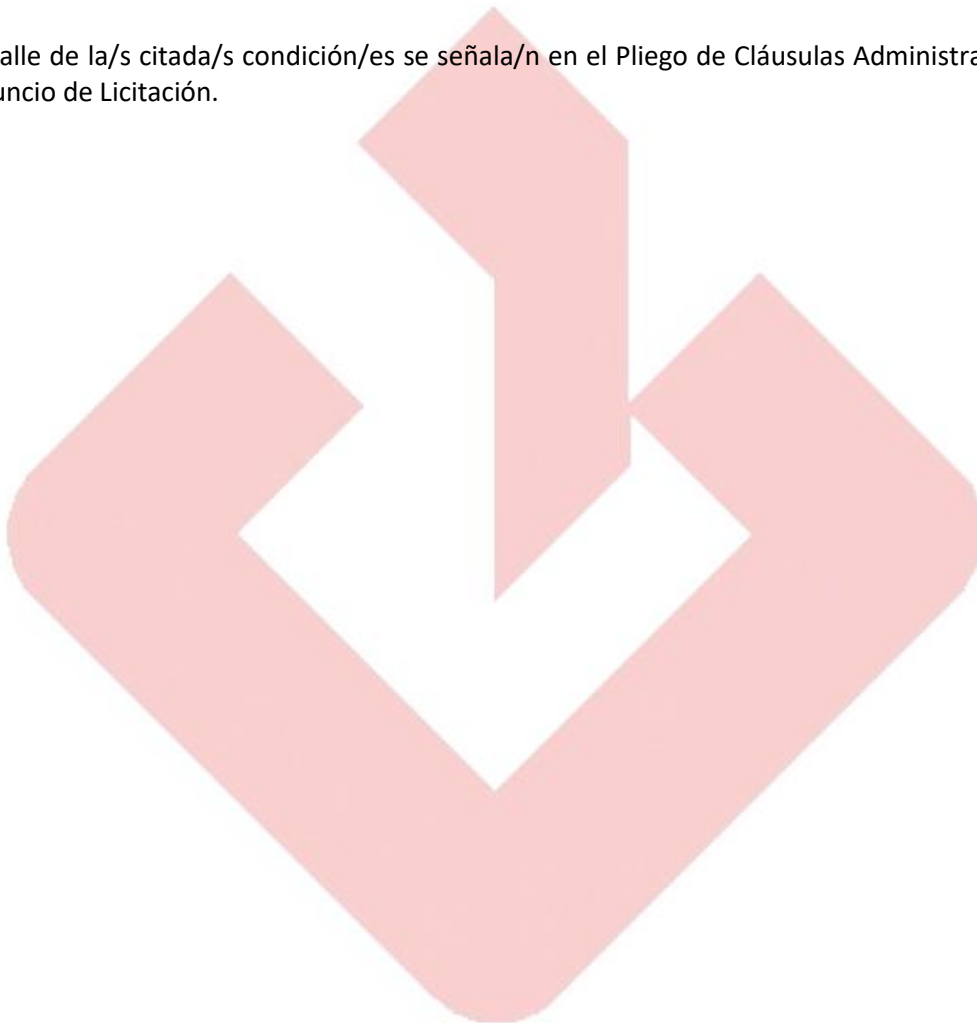 alle de la/s citada/s condición/es se señala/n en el Pliego de Cláusulas Administra
uncio de Licitación.